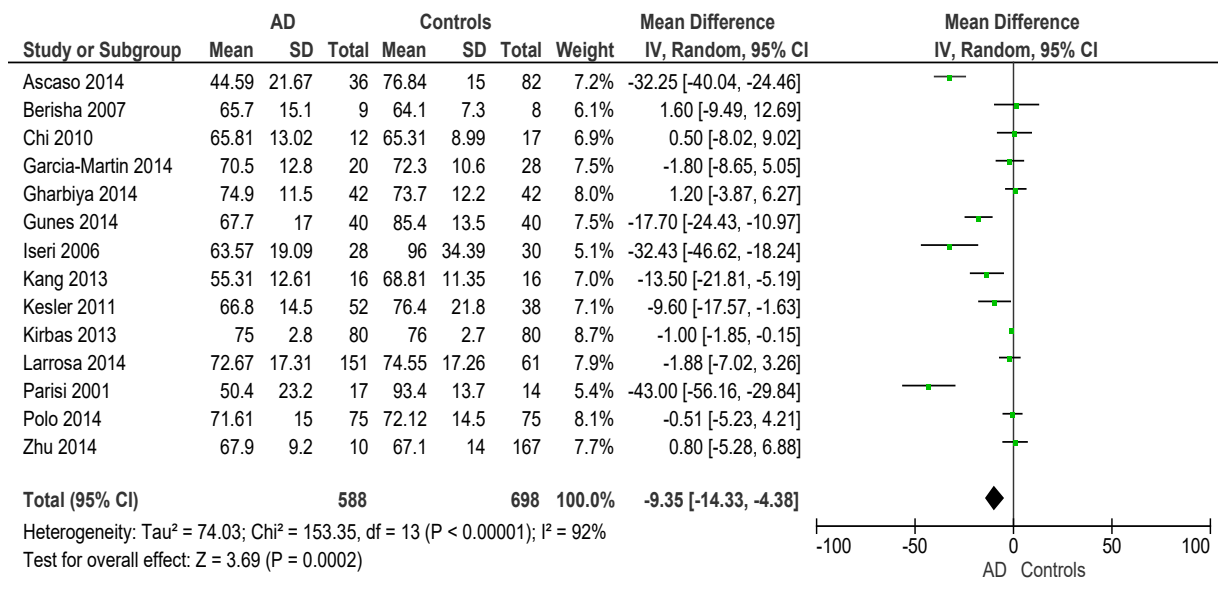 AD Controls Mean Difference Mean Difference
Study or Subgroup Mean SD Total Mean SD Total Weight IV, Random, 95% CI IV, Random, 95% CI
Ascaso 2014 44.59 21.67 36 76.84 15 82 7.2% -32.25 [-40.04, -24.46]
Berisha 2007 65.7 15.1 9 64.1 7.3 8 6.1% 1.60 [-9.49, 12.69]
Chi 2010 65.81 13.02 12 65.31 8.99 17 6.9% 0.50 [-8.02, 9.02]
Garcia-Martin 2014 70.5 12.8 20 72.3 10.6 28 7.5% -1.80 [-8.65, 5.05]
Gharbiya 2014 74.9 11.5 42 73.7 12.2 42 8.0% 1.20 [-3.87, 6.27]
Gunes 2014 67.7 17 40 85.4 13.5 40 7.5% -17.70 [-24.43, -10.97]
Iseri 2006 63.57 19.09 28 96 34.39 30 5.1% -32.43 [-46.62, -18.24]
Kang 2013 55.31 12.61 16 68.81 11.35 16 7.0% -13.50 [-21.81, -5.19]
Kesler 2011 66.8 14.5 52 76.4 21.8 38 7.1% -9.60 [-17.57, -1.63]
Kirbas 2013 75 2.8 80 76 2.7 80 8.7% -1.00 [-1.85, -0.15]
Larrosa 2014 72.67 17.31 151 74.55 17.26 61 7.9% -1.88 [-7.02, 3.26]
Parisi 2001 50.4 23.2 17 93.4 13.7 14 5.4% -43.00 [-56.16, -29.84]
Polo 2014 71.61 15 75 72.12 14.5 75 8.1% -0.51 [-5.23, 4.21]
Zhu 2014 67.9 9.2 10 67.1 14 167 7.7% 0.80 [-5.28, 6.88]
Total (95% CI) 588 698 100.0% -9.35 [-14.33, -4.38]
Heterogeneity: Tau² = 74.03; Chi² = 153.35, df = 13 (P < 0.00001); I² = 92%
Test for overall effect: Z = 3.69 (P = 0.0002)
-100 -50 0 50 100
AD Controls